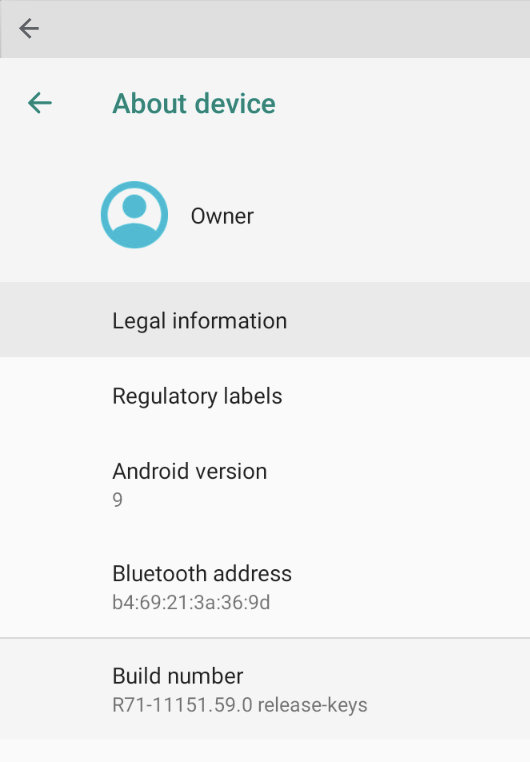 About device
Owner
Legal information
Regulatory labels
Android version
9
Bluetooth address
b4:69:21:3a:36:9d
Build number
R71-11151.59.0 release-keys